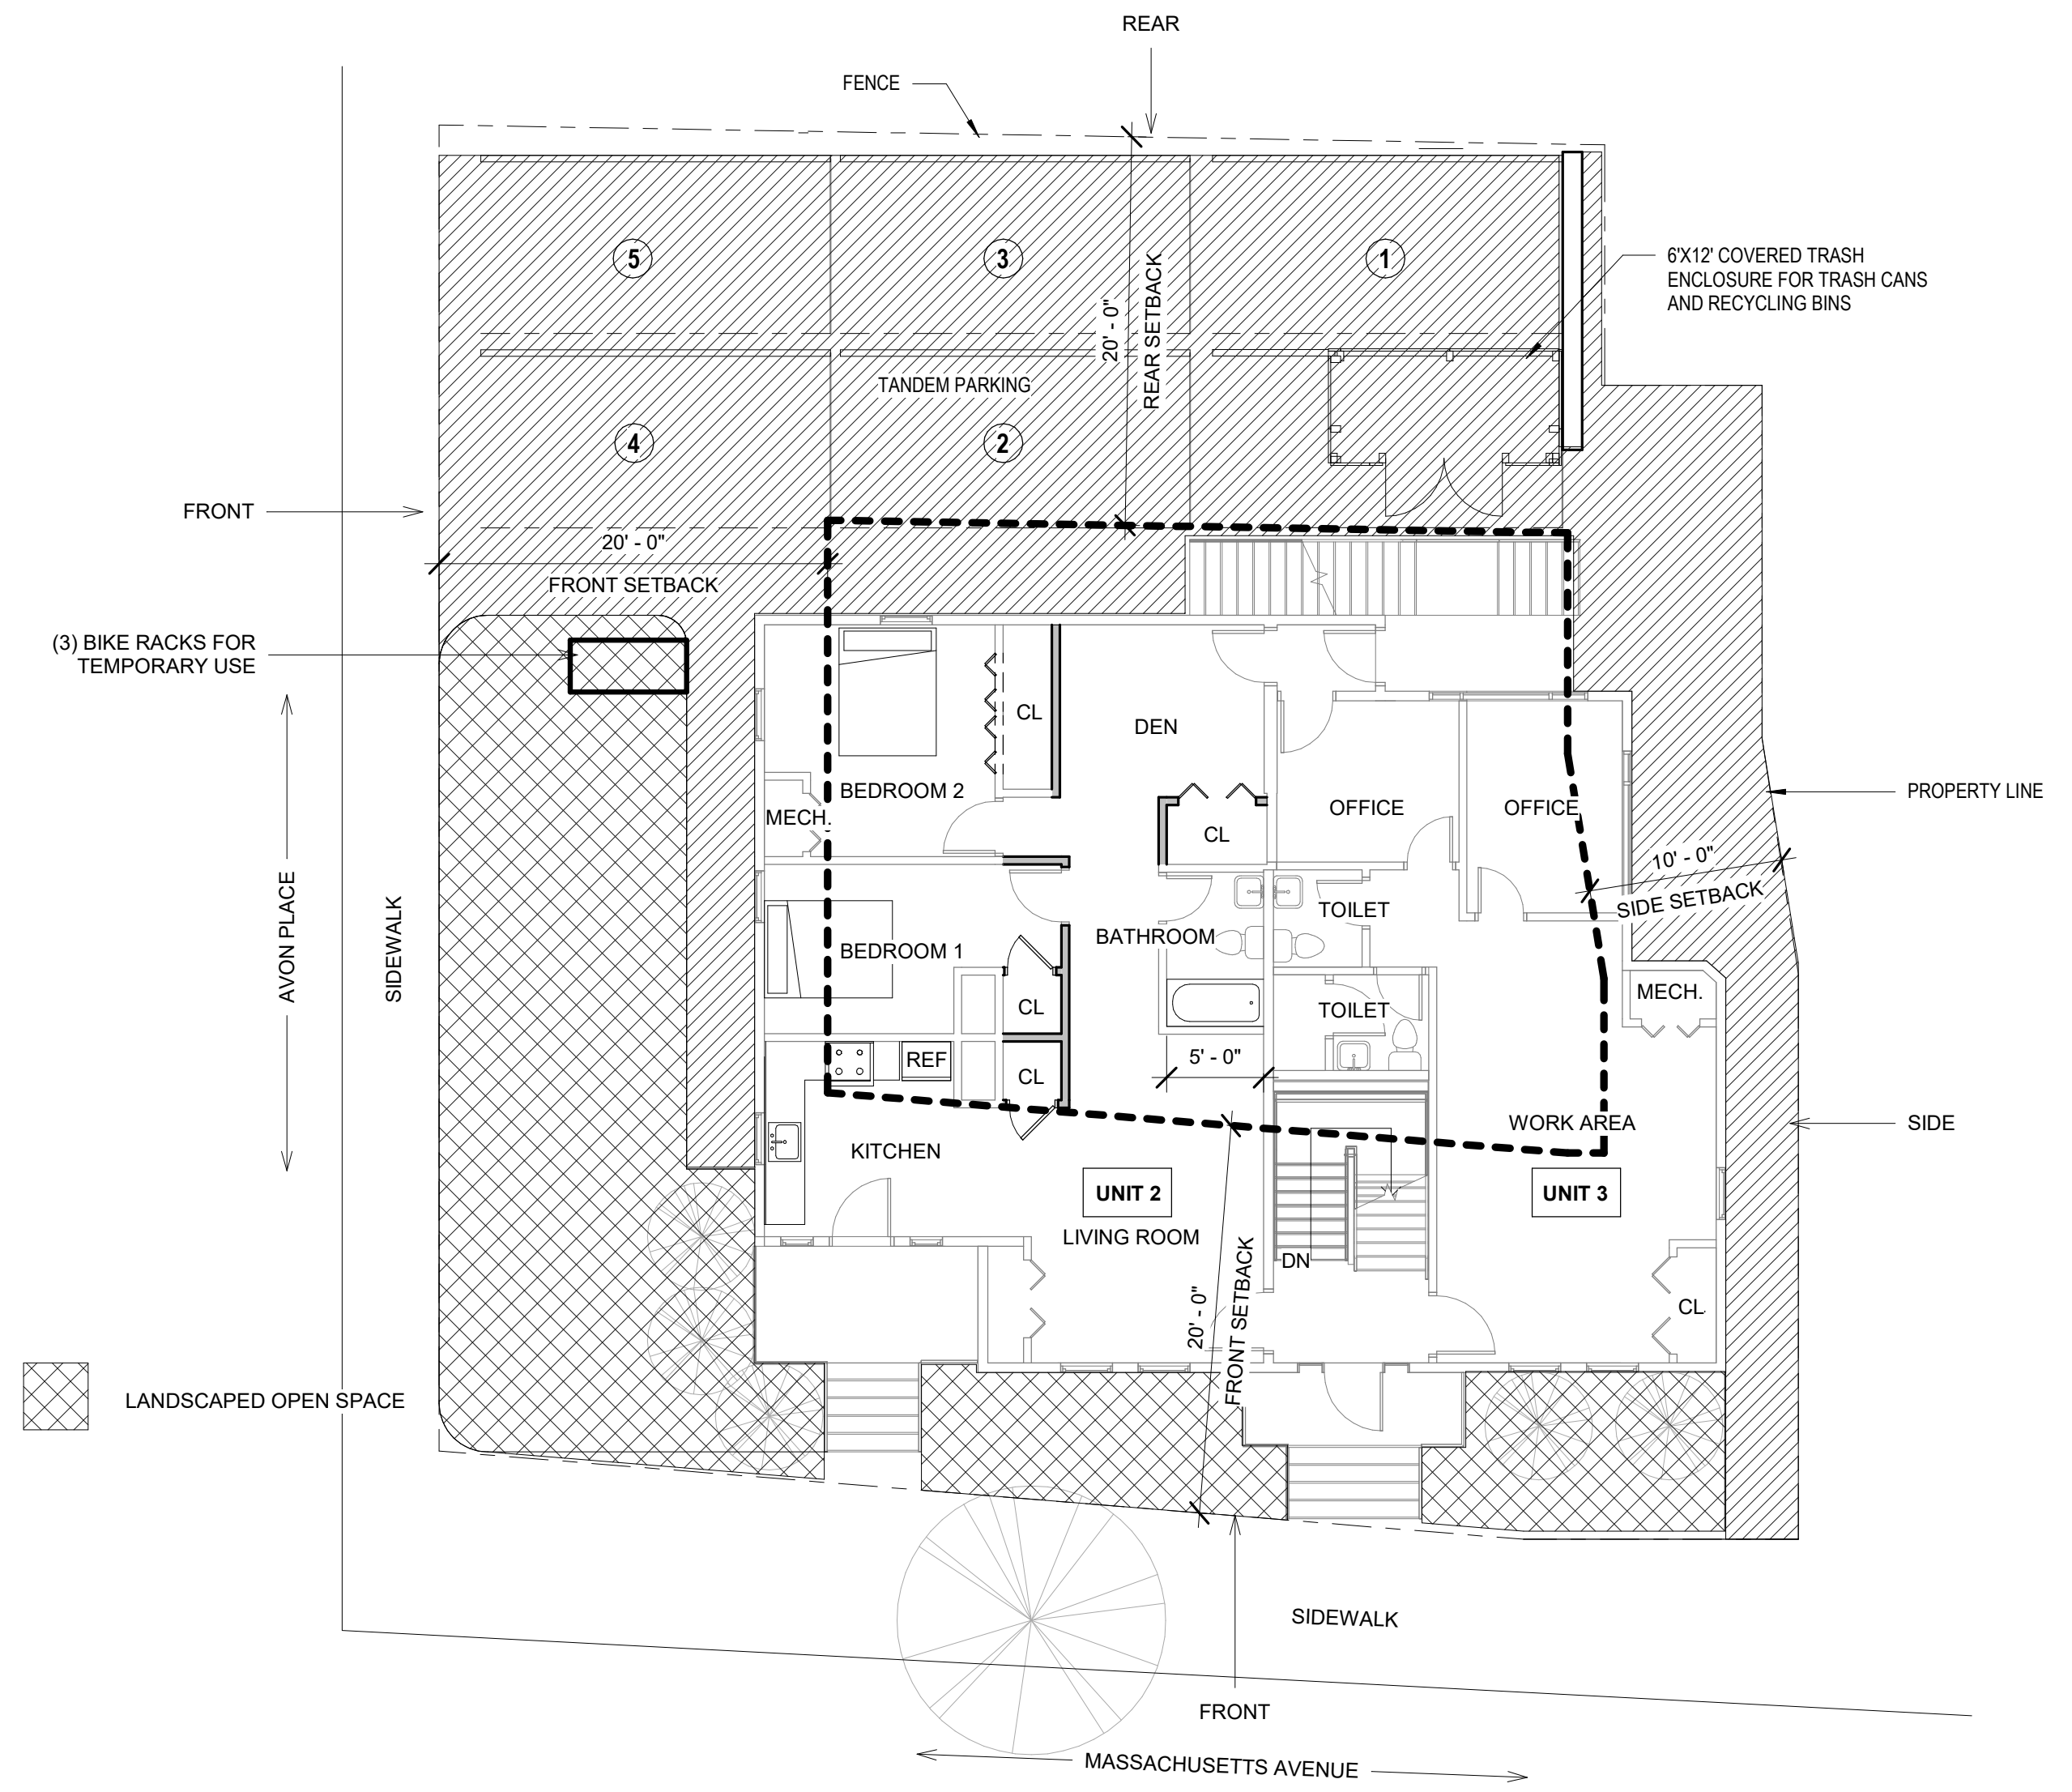 REAR
FENCE
5
3
1
6'X12' COVERED TRASH
ENCLOSURE FOR TRASH CANS
AND RECYCLING BINS
20' - 0"
REAR SETBACK
TANDEM PARKING
4
2
FRONT
20' - 0"
FRONT SETBACK
(3) BIKE RACKS FOR
TEMPORARY USE
CL
DEN
BEDROOM 2
MECH.
OFFICE
OFFICE
PROPERTY LINE
CL
10' - 0"
SIDE SETBACK
AVON PLACE
SIDEWALK
TOILET
BATHROOM
BEDROOM 1
MECH.
CL
TOILET
REF
5' - 0"
CL
WORK AREA
SIDE
KITCHEN
UNIT 2
UNIT 3
LIVING ROOM
DN
20' - 0"
FRONT SETBACK
CL
LANDSCAPED OPEN SPACE
SIDEWALK
FRONT
MASSACHUSETTS AVENUE